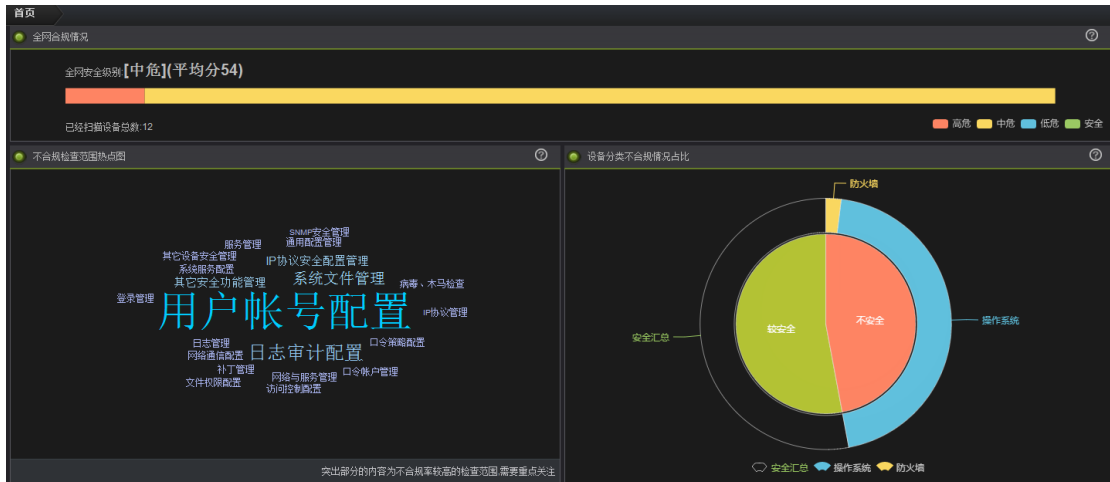 首页
全网合规情况
全网安全级别:[中危](平均分54)
已经扫描设备总数:12
高危 中危 低危 安全
不合规检查范围热点图
SNMP安全管理
服务管理 通用配置管理
其它设备安全管理 IP协议安全配置管理
系统服务配置
其它安全功能管理 系统文件管理 病毒、木马检查
登录管理 用户帐号配置 IP协议管理
日志管理 口令策略配置
网络通信配置 日志审计配置
补丁管理 口令帐户管理
文件权限配置 网络与服务管理
访问控制配置
突出部分的内容为不合规率较高的检查范围,需要重点关注
设备分类不合规情况占比
防火墙
较安全 不安全 操作系统
安全汇总
安全汇总 操作系统 防火墙